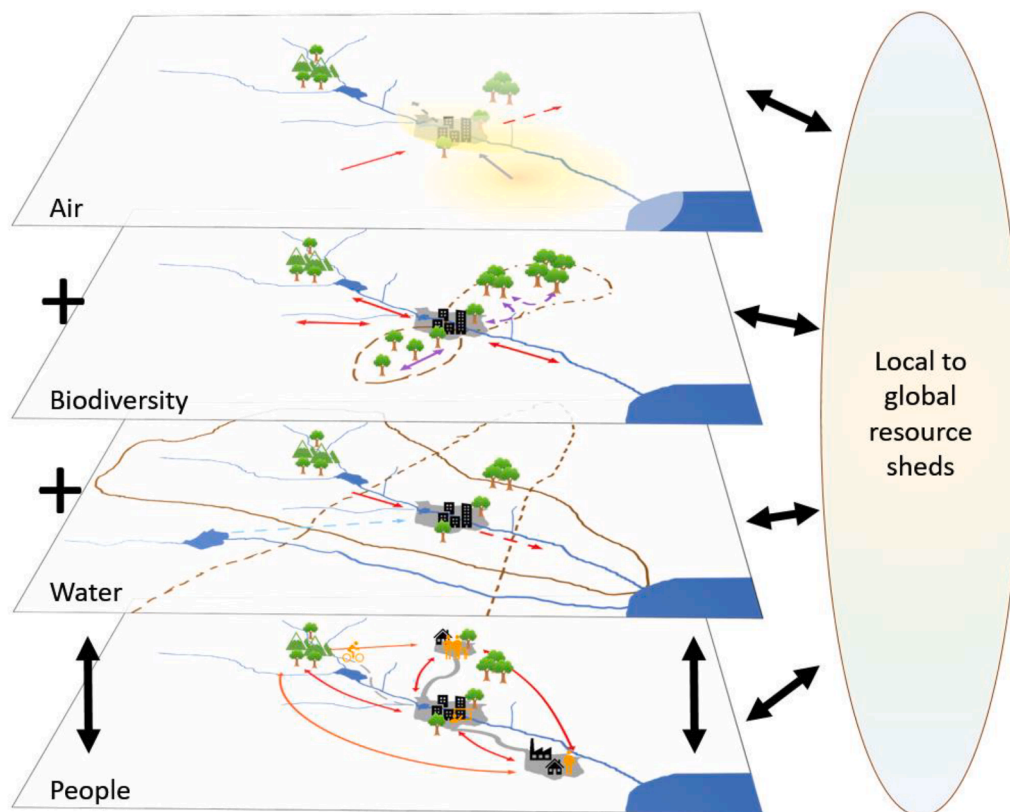 Air
Biodiversity
Water
People
Local to
global
resource
sheds